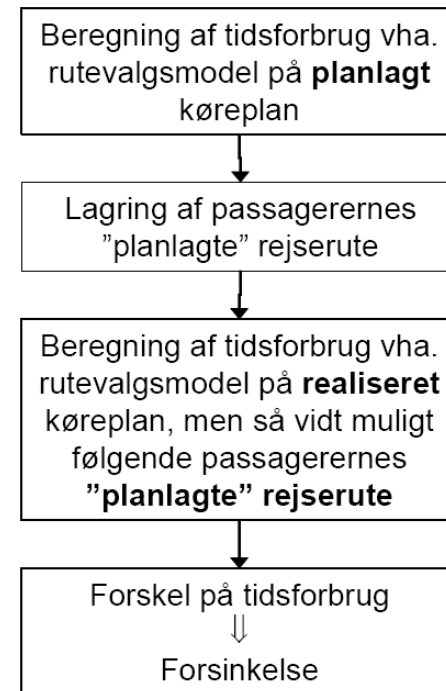 Beregning af tidsforbrug vha.
rutevalgsmodel på planlagt
køreplan
Lagring af passagerernes
”planlagte” rejserute
Beregning af tidsforbrug vha.
rutevalgsmodel på realiseret
køreplan, men så vidt muligt
følgende passagerernes
”planlagte” rejserute
Forskel på tidsforbrug
⇓
Forsinkelse